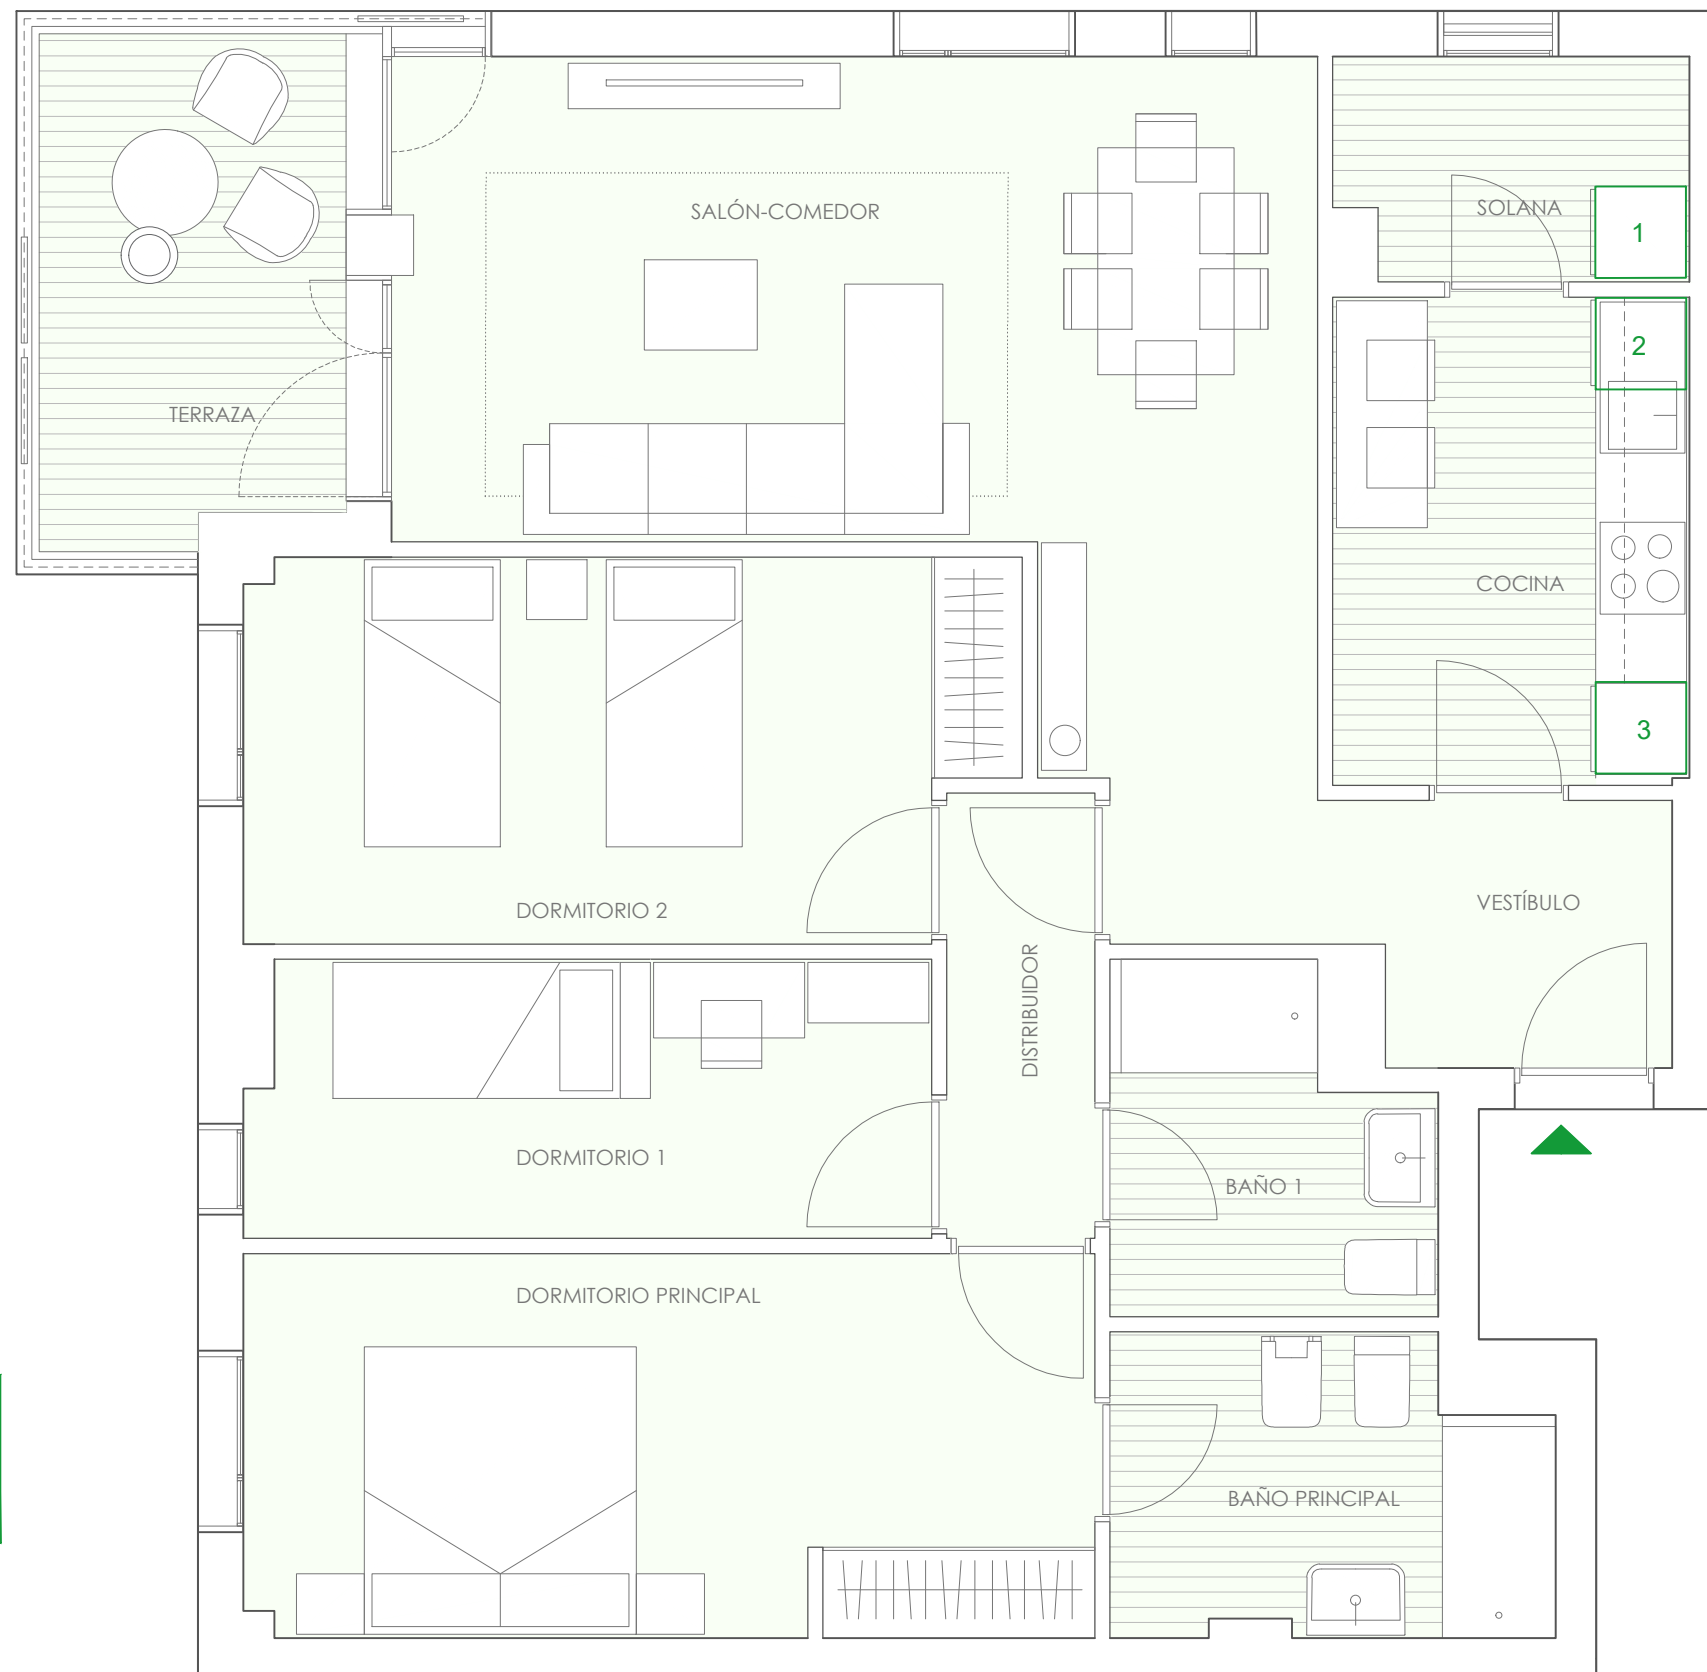 SALÓN-COMEDOR
SOLANA
1
2
TERRAZA
COCINA
3
DORMITORIO 2
VESTÍBULO
DISTRIBUIDOR
DORMITORIO 1
BAÑO 1
DORMITORIO PRINCIPAL
BAÑO PRINCIPAL